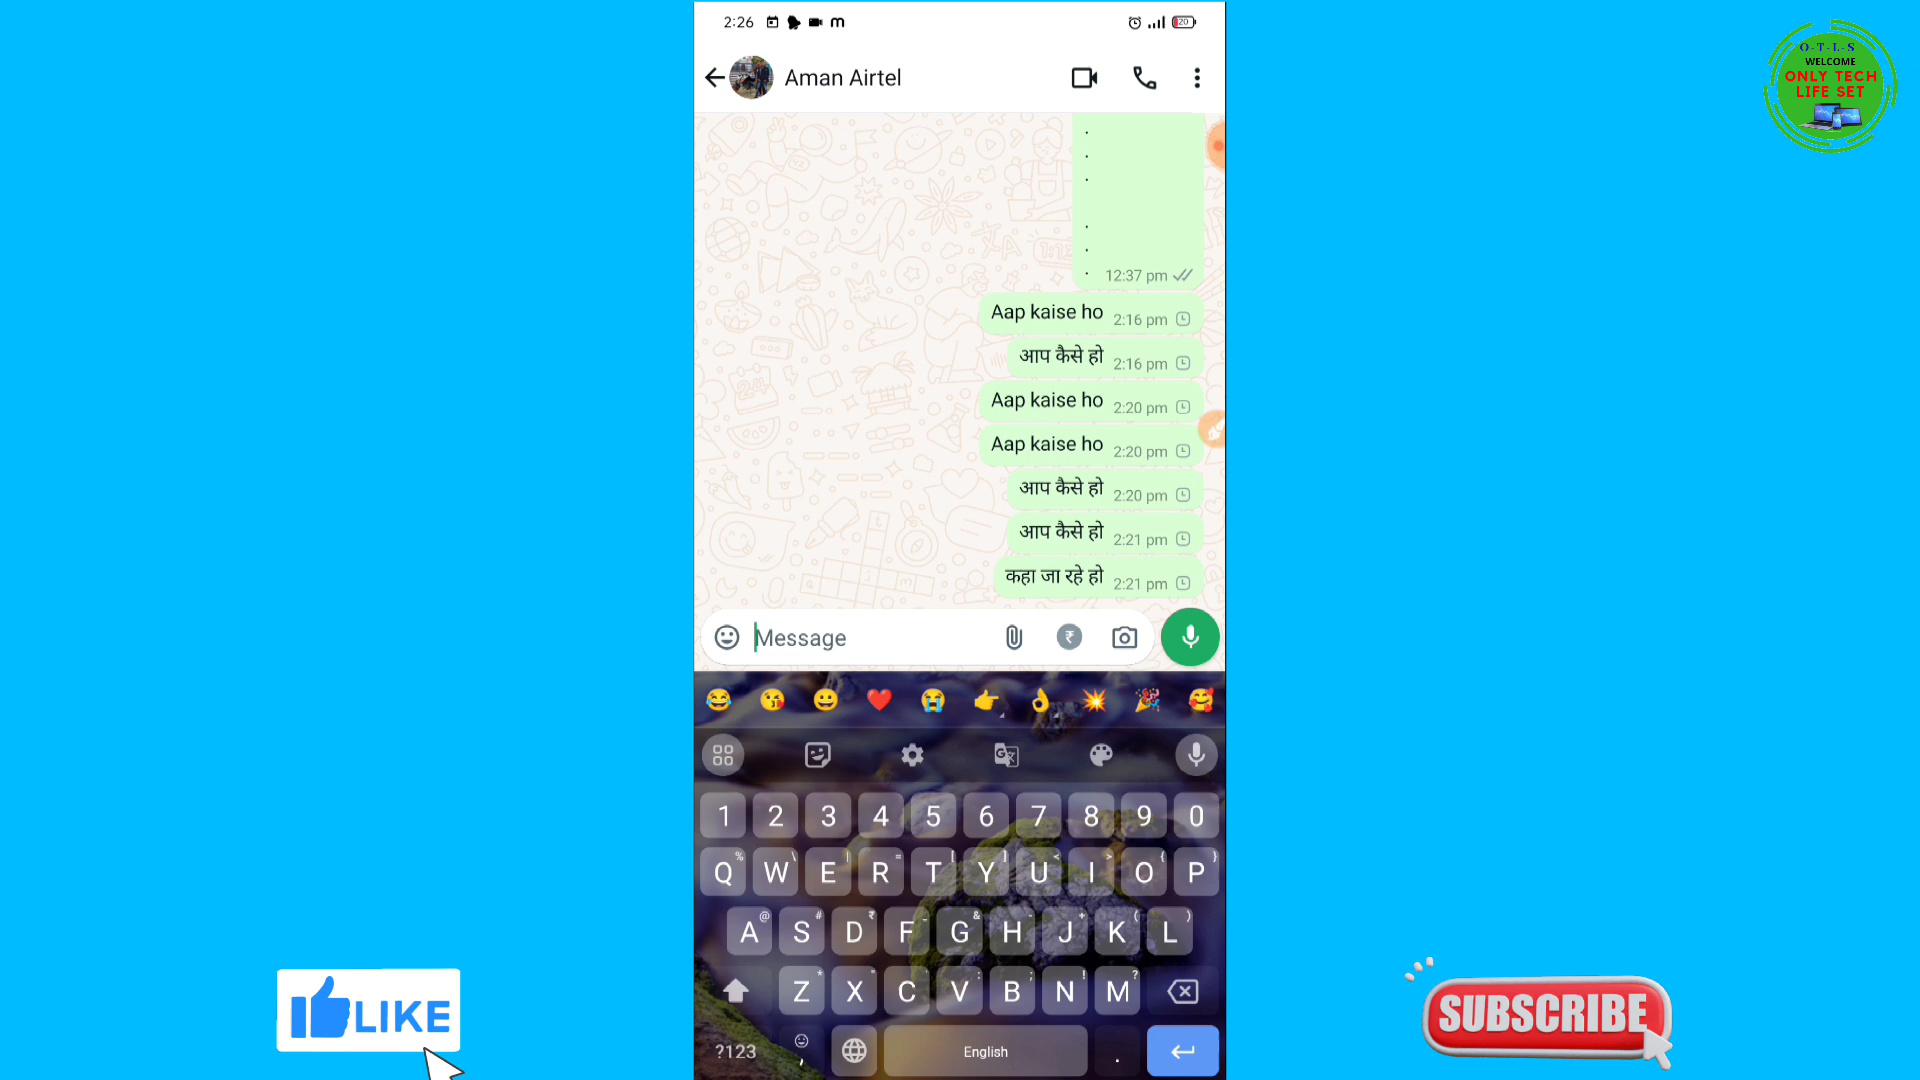 2:26
20
Aman Airtel
O-T-L-S
WELCOME
ONLY TECH
LIFE SET
.
.
.
.
.
.
12:37 pm
Aap kaise ho 2:16 pm
आप कैसे हो 2:16 pm
Aap kaise ho 2:20 pm
Aap kaise ho 2:20 pm
आप कैसे हो 2:20 pm
आप कैसे हो 2:21 pm
कहा जा रहे हो 2:21 pm
Message
1 2 3 4 5 6 7 8 9 0
Q W E R T Y U I O P
A S D F G H J K L
Z X C V B N M
?123 , English .
LIKE
SUBSCRIBE